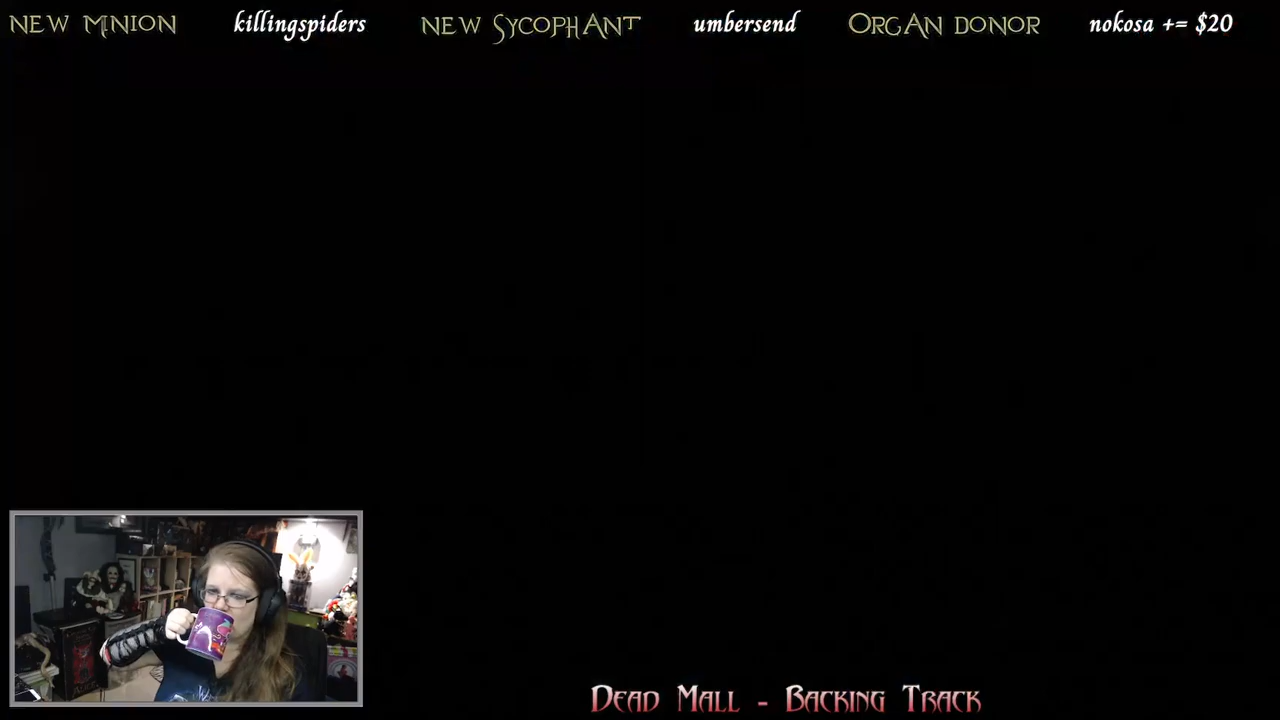 NEW MINION killingspiders NEW SYCOPHANT umbersend ORGAN DONOR nokosa += $20
DEAD MALL - BACKING TRACK